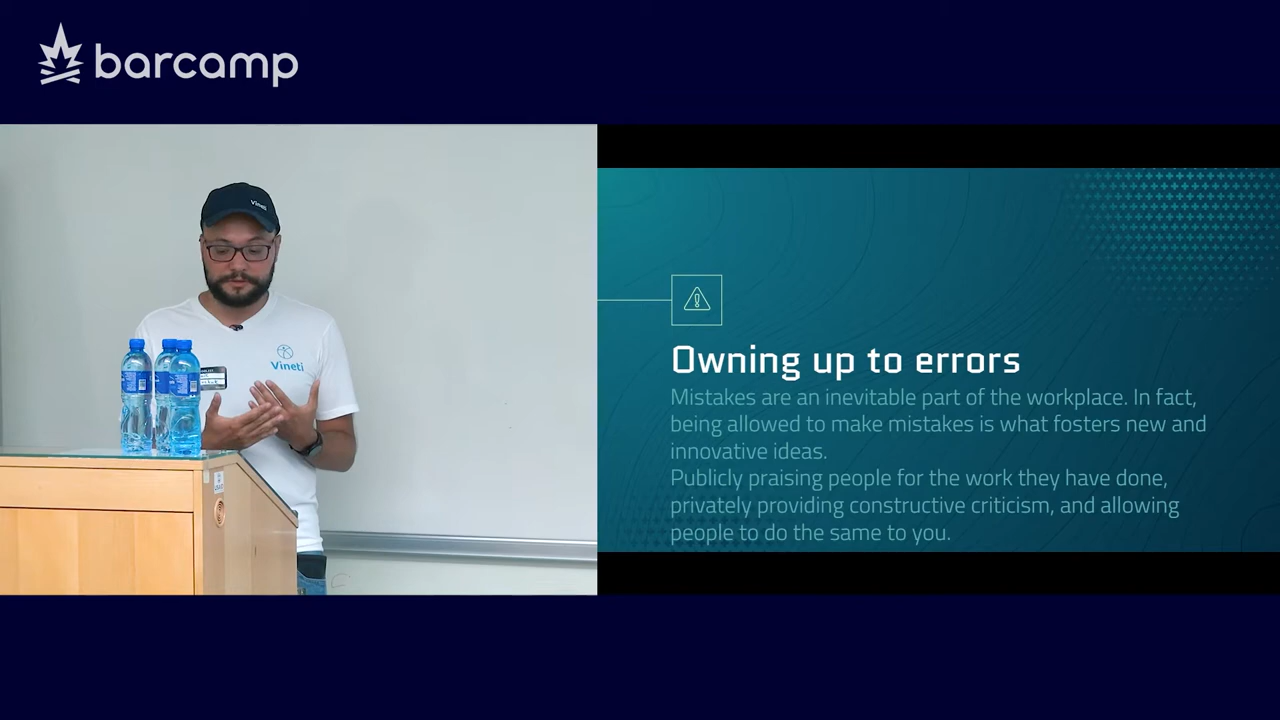 barcamp
Vineti
Vineti
Owning up to errors
Mistakes are an inevitable part of the workplace. In fact,
being allowed to make mistakes is what fosters new and
innovative ideas.
Publicly praising people for the work they have done,
privately providing constructive criticism, and allowing
people to do the same to you.